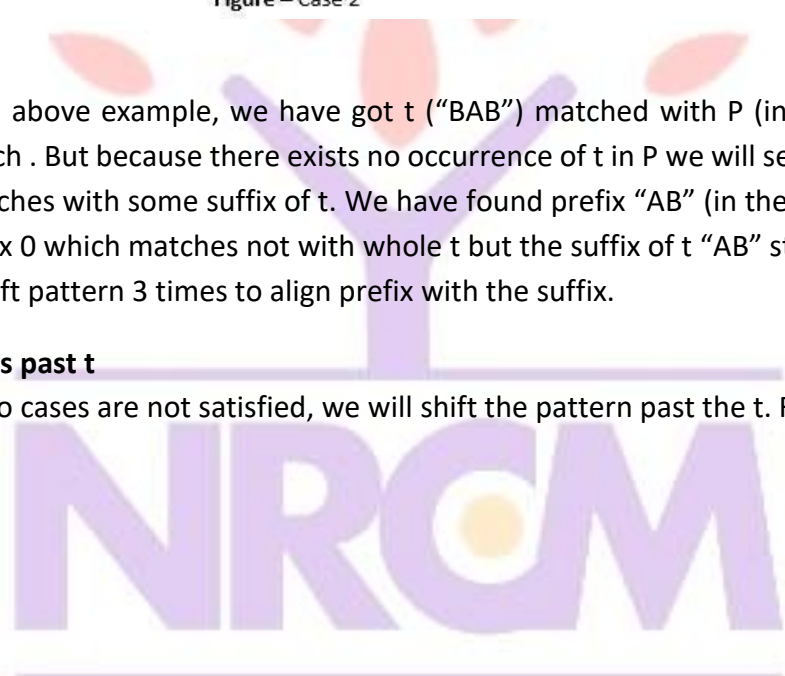 Figure – Case 2
above example, we have got t (“BAB”) matched with P (in
ch . But because there exists no occurrence of t in P we will se
ches with some suffix of t. We have found prefix “AB” (in the
x 0 which matches not with whole t but the suffix of t “AB” st
ft pattern 3 times to align prefix with the suffix.
s past t
o cases are not satisfied, we will shift the pattern past the t. F
NRCM